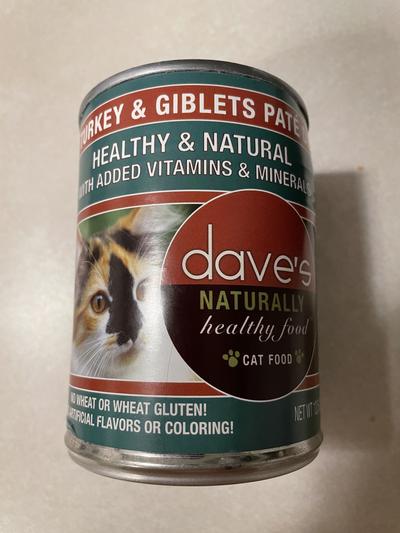 TURKEY & GIBLETS PATÉ
HEALTHY & NATURAL
WITH ADDED VITAMINS & MINERALS
dave's
NATURALLY
healthy food
CAT FOOD
NO WHEAT OR WHEAT GLUTEN!
ARTIFICIAL FLAVORS OR COLORING!
NET WT